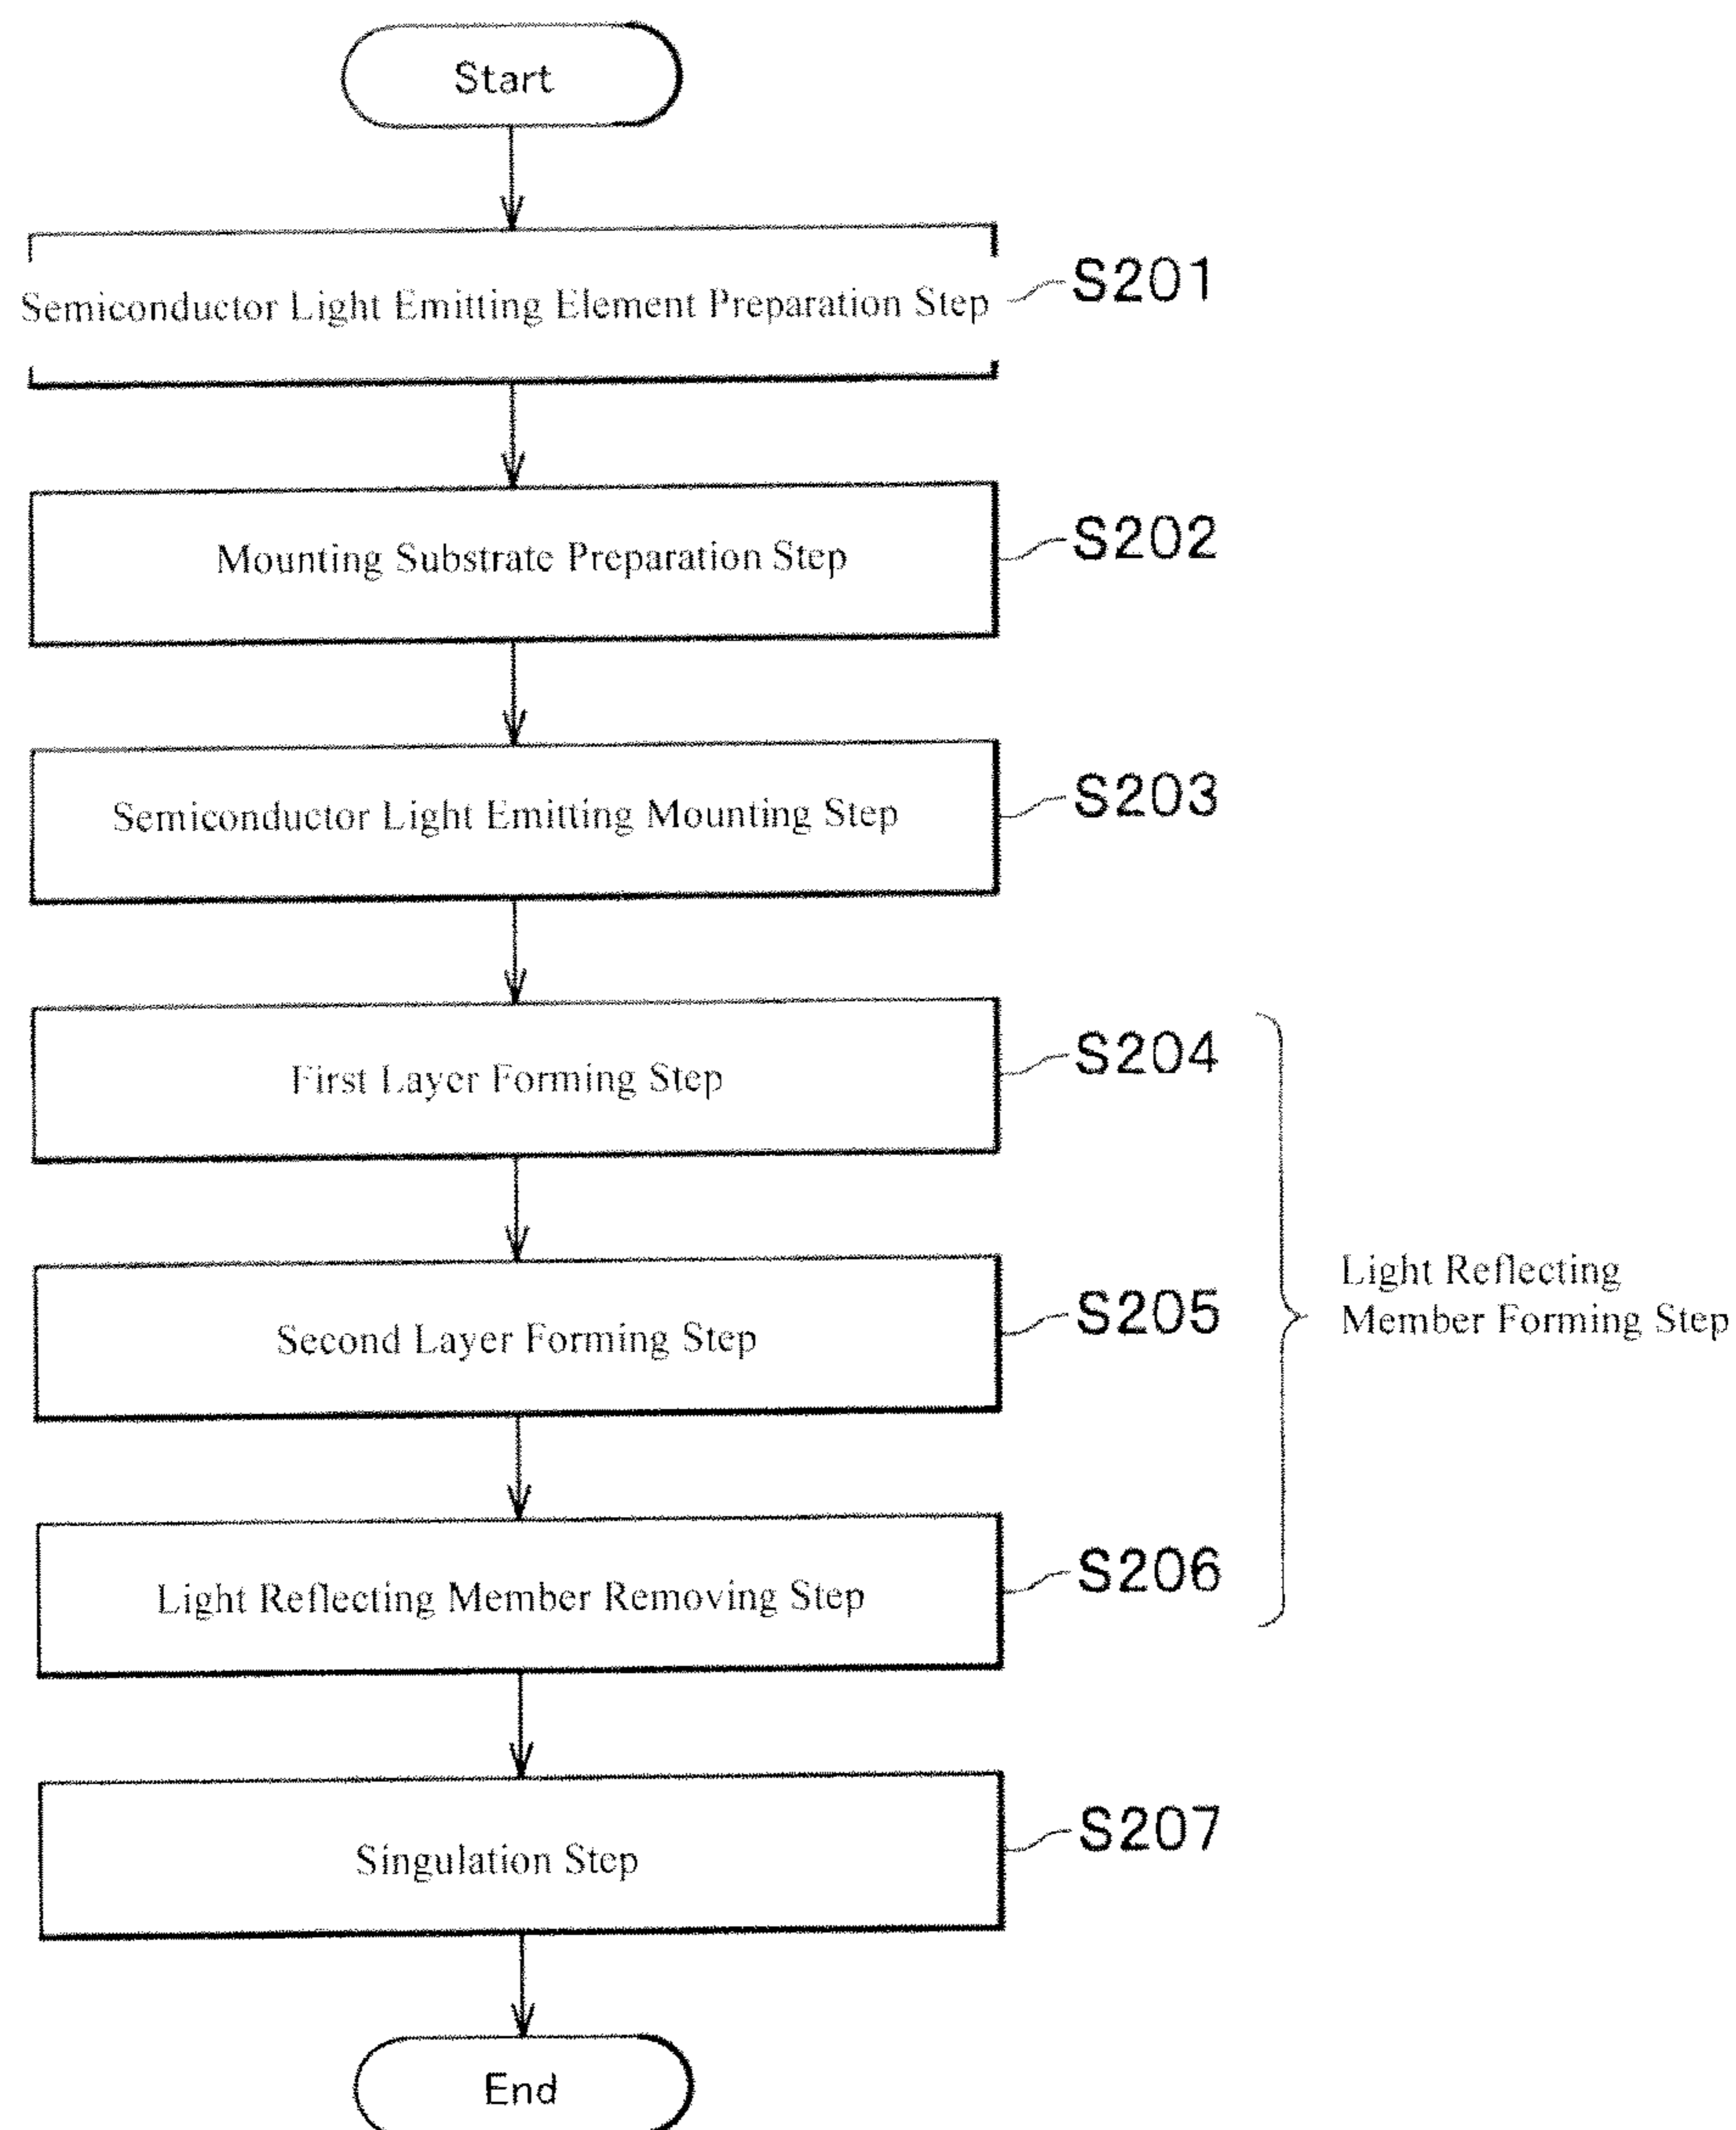 Start
Semiconductor Light Emitting Element Preparation Step
S201
Mounting Substrate Preparation Step
S202
Semiconductor Light Emitting Mounting Step
S203
First Layer Forming Step
S204
Second Layer Forming Step
S205
Light Reflecting
Member Forming Step
Light Reflecting Member Removing Step
S206
Singulation Step
S207
End